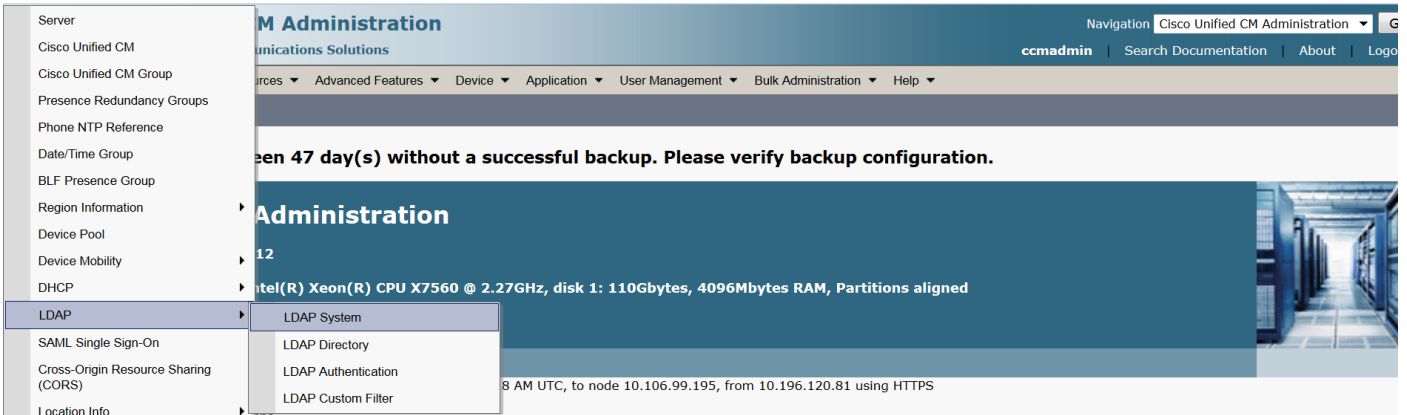 Server
Cisco Unified CM
Cisco Unified CM Group
Presence Redundancy Groups
Phone NTP Reference
Date/Time Group
BLF Presence Group
Region Information
Device Pool
Device Mobility
DHCP
LDAP
SAML Single Sign-On
Cross-Origin Resource Sharing
(CORS)
Location Info
LDAP System
LDAP Directory
LDAP Authentication
LDAP Custom Filter
M Administration
Navigation Cisco Unified CM Administration G
unications Solutions
ccmadmin | Search Documentation | About | Logo
urces Advanced Features Device Application User Management Bulk Administration Help
een 47 day(s) without a successful backup. Please verify backup configuration.
Administration
12
ntel(R) Xeon(R) CPU X7560 @ 2.27GHz, disk 1: 110Gbytes, 4096Mbytes RAM, Partitions aligned
8 AM UTC, to node 10.106.99.195, from 10.196.120.81 using HTTPS